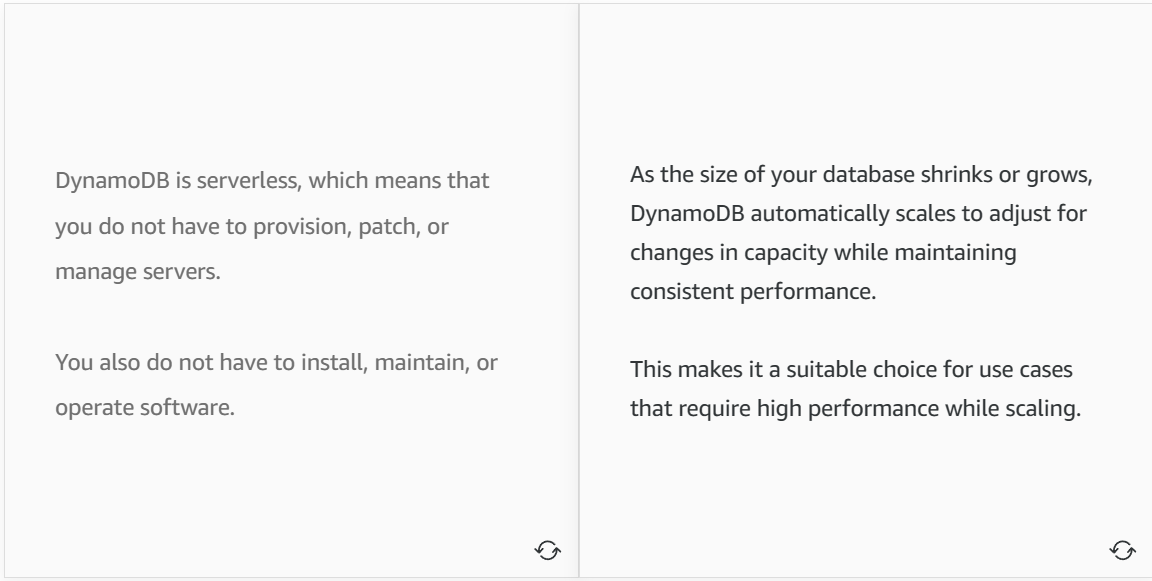 DynamoDB is serverless, which means that
you do not have to provision, patch, or
manage servers.
You also do not have to install, maintain, or
operate software.
As the size of your database shrinks or grows,
DynamoDB automatically scales to adjust for
changes in capacity while maintaining
consistent performance.
This makes it a suitable choice for use cases
that require high performance while scaling.